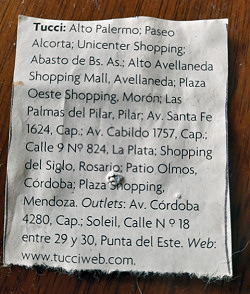 Tucci: Alto Palermo; Paseo
Alcorta; Unicenter Shopping;
Abasto de Bs. As.; Alto Avellaneda
Shopping Mall, Avellaneda; Plaza
Oeste Shopping, Morón; Las
Palmas del Pilar, Pilar; Av. Santa Fe
1624, Cap.; Av. Cabildo 1757, Cap.;
Calle 9 Nº 824, La Plata; Shopping
del Siglo, Rosario; Patio Olmos,
Córdoba; Plaza Shopping,
Mendoza. Outlets: Av. Córdoba
4280, Cap.; Soleil, Calle N º 18
entre 29 y 30, Punta del Este. Web:
www.tucciweb.com.